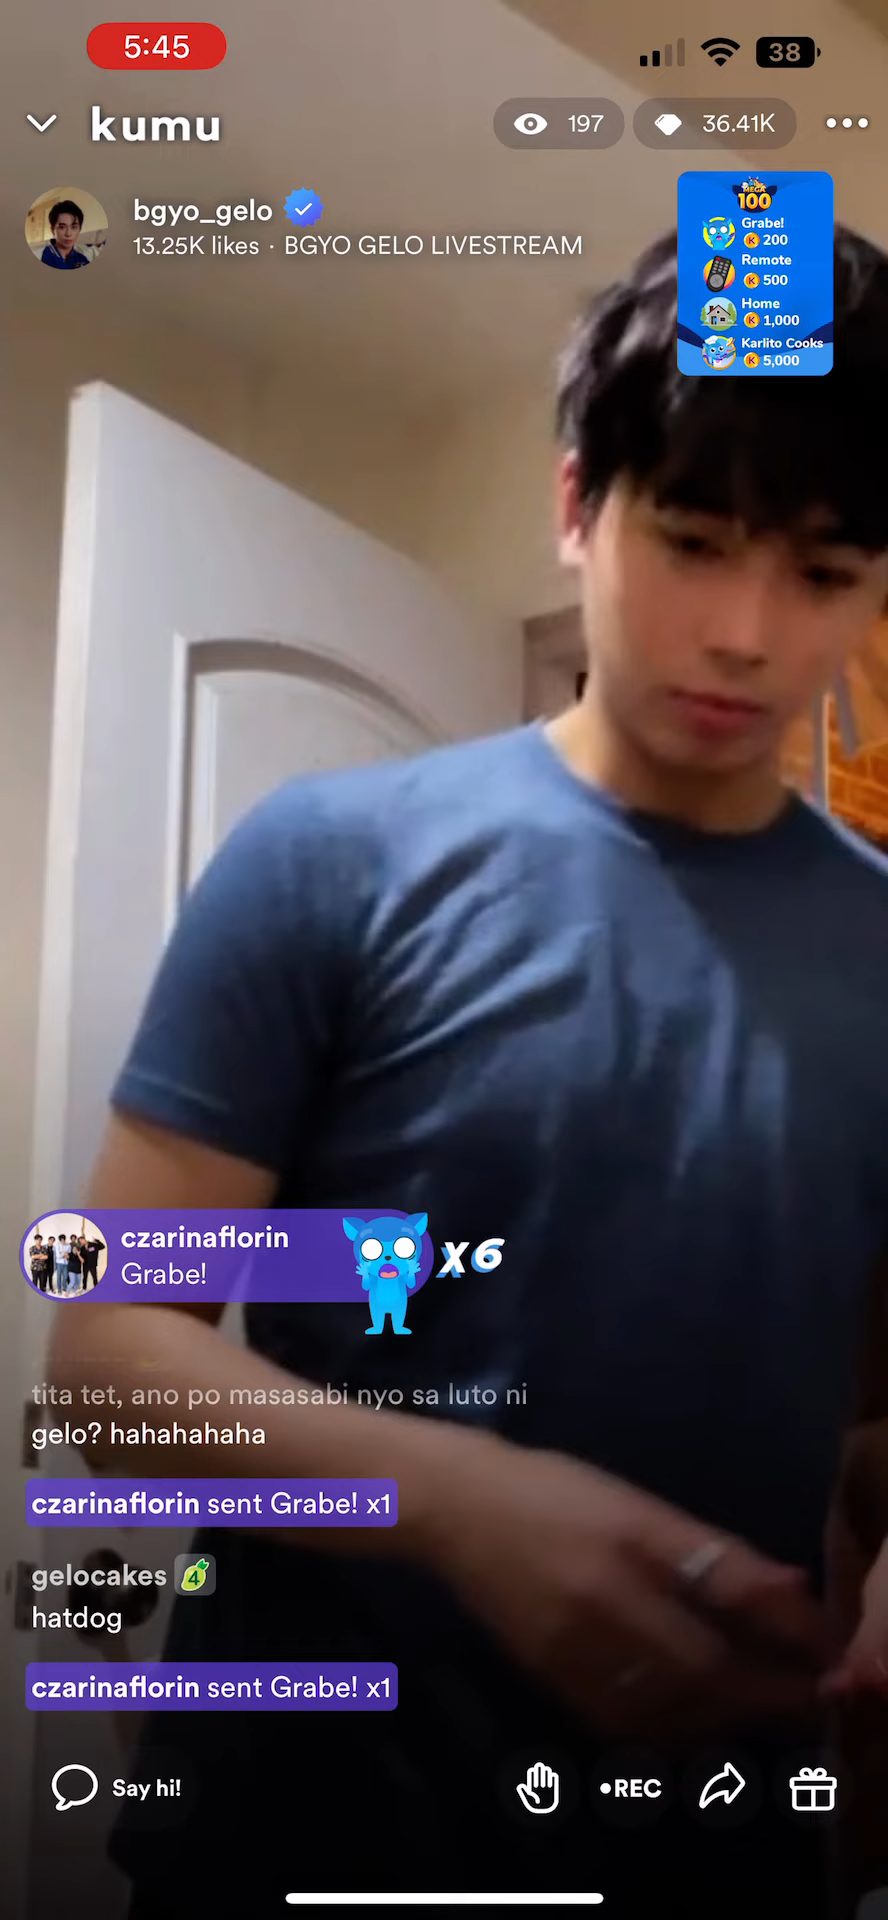 5:45
38
kumu
197
36.41K
bgyo_gelo
13.25K likes · BGYO GELO LIVESTREAM
MEGA
100
Grabe!
K 200
Remote
K 500
Home
K 1,000
Karlito Cooks
K 5,000
czarinaflorin
Grabe!
x6
tita tet, ano po masasabi nyo sa luto ni
gelo? hahahahaha
czarinaflorin sent Grabe! x1
gelocakes 4
hatdog
czarinaflorin sent Grabe! x1
Say hi!
•REC